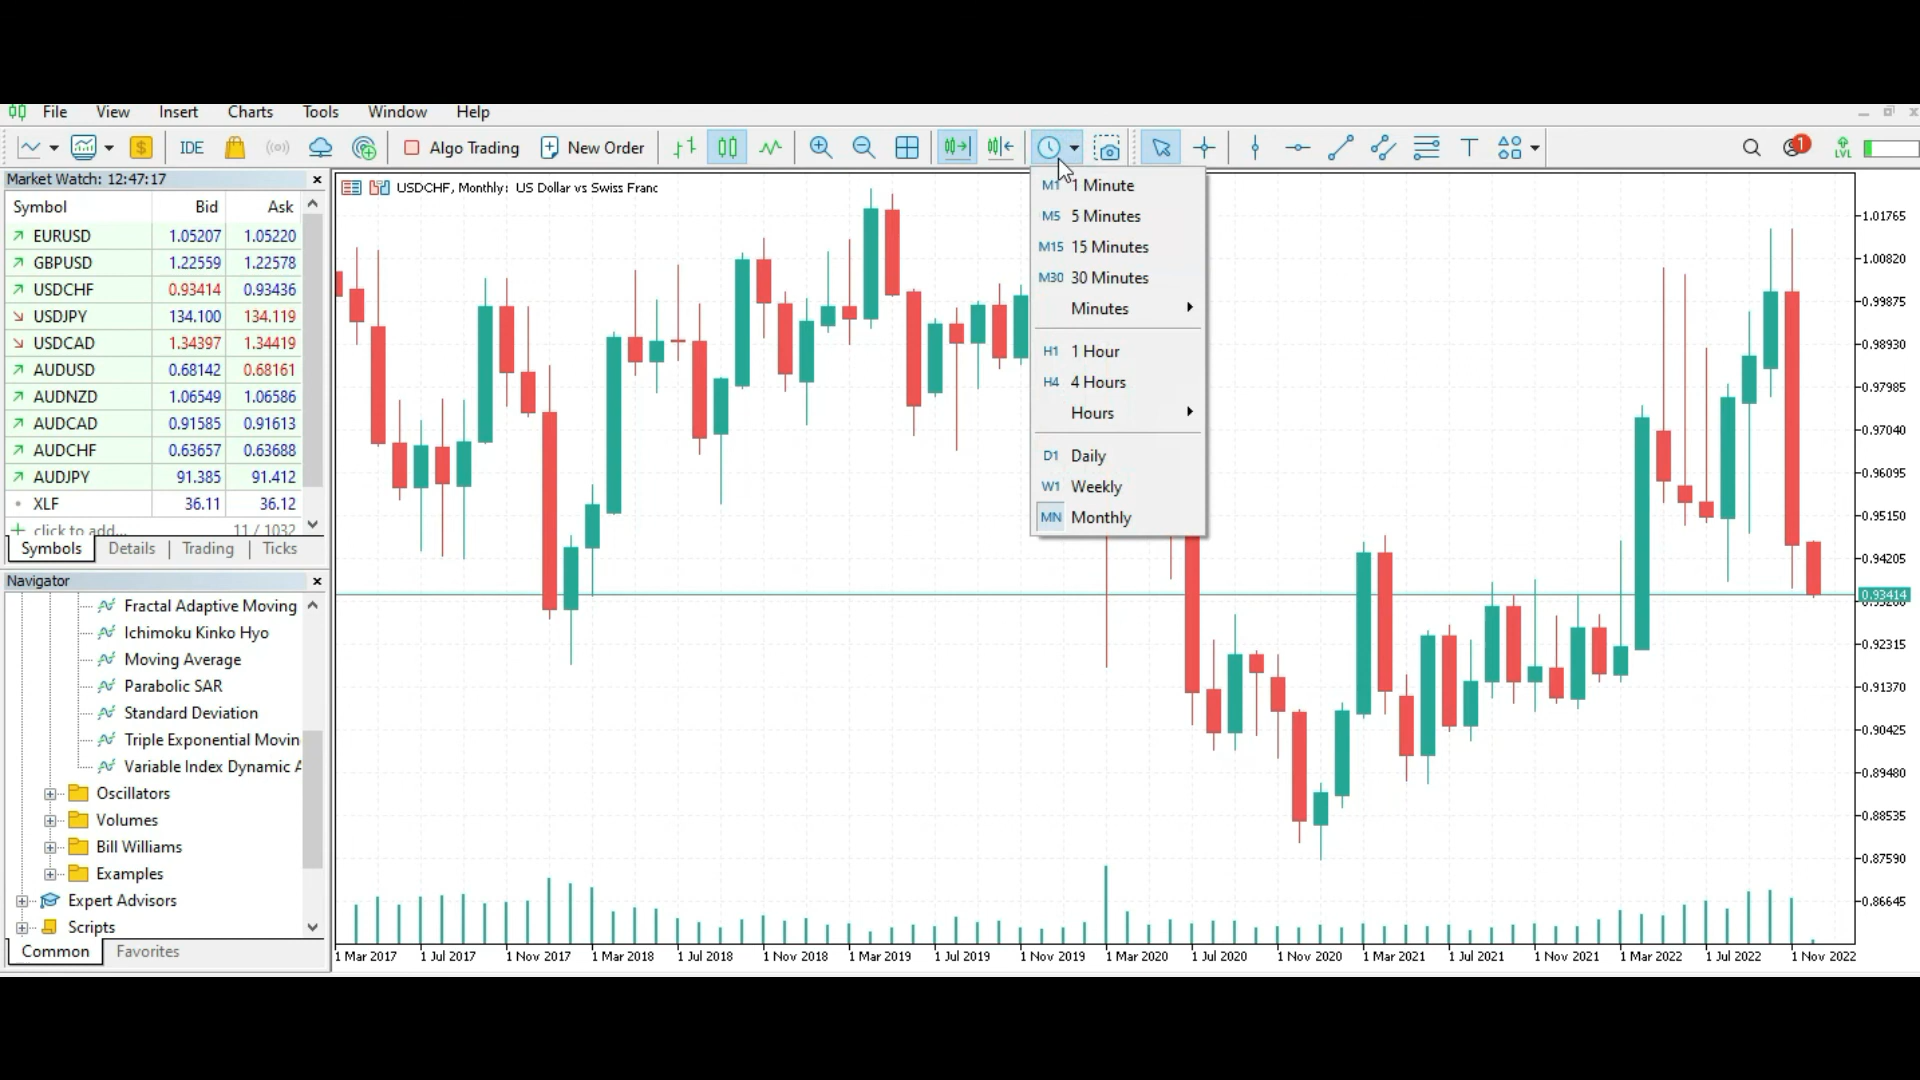 File View Insert Charts Tools Window Help
IDE Algo Trading New Order T 1 LVL
Market Watch: 12:47:17
Symbol Bid Ask
EURUSD 1.05207 1.05220
GBPUSD 1.22559 1.22578
USDCHF 0.93414 0.93436
USDJPY 134.100 134.119
USDCAD 1.34397 1.34419
AUDUSD 0.68142 0.68161
AUDNZD 1.06549 1.06586
AUDCAD 0.91585 0.91613
AUDCHF 0.63657 0.63688
AUDJPY 91.385 91.412
XLF 36.11 36.12
click to add... 11 / 1032
Symbols Details Trading Ticks
Navigator
Fractal Adaptive Moving
Ichimoku Kinko Hyo
Moving Average
Parabolic SAR
Standard Deviation
Triple Exponential Movin
Variable Index Dynamic A
Oscillators
Volumes
Bill Williams
Examples
Expert Advisors
Scripts
Common Favorites
USDCHF, Monthly: US Dollar vs Swiss Franc
M1 1 Minute
M5 5 Minutes
M15 15 Minutes
M30 30 Minutes
Minutes
H1 1 Hour
H4 4 Hours
Hours
D1 Daily
W1 Weekly
MN Monthly
1.01765
1.00820
0.99875
0.98930
0.97985
0.97040
0.96095
0.95150
0.94205
0.93414
0.92315
0.91370
0.90425
0.89480
0.88535
0.87590
0.86645
1 Mar 2017 1 Jul 2017 1 Nov 2017 1 Mar 2018 1 Jul 2018 1 Nov 2018 1 Mar 2019 1 Jul 2019 1 Nov 2019 1 Mar 2020 1 Jul 2020 1 Nov 2020 1 Mar 2021 1 Jul 2021 1 Nov 2021 1 Mar 2022 1 Jul 2022 1 Nov 2022